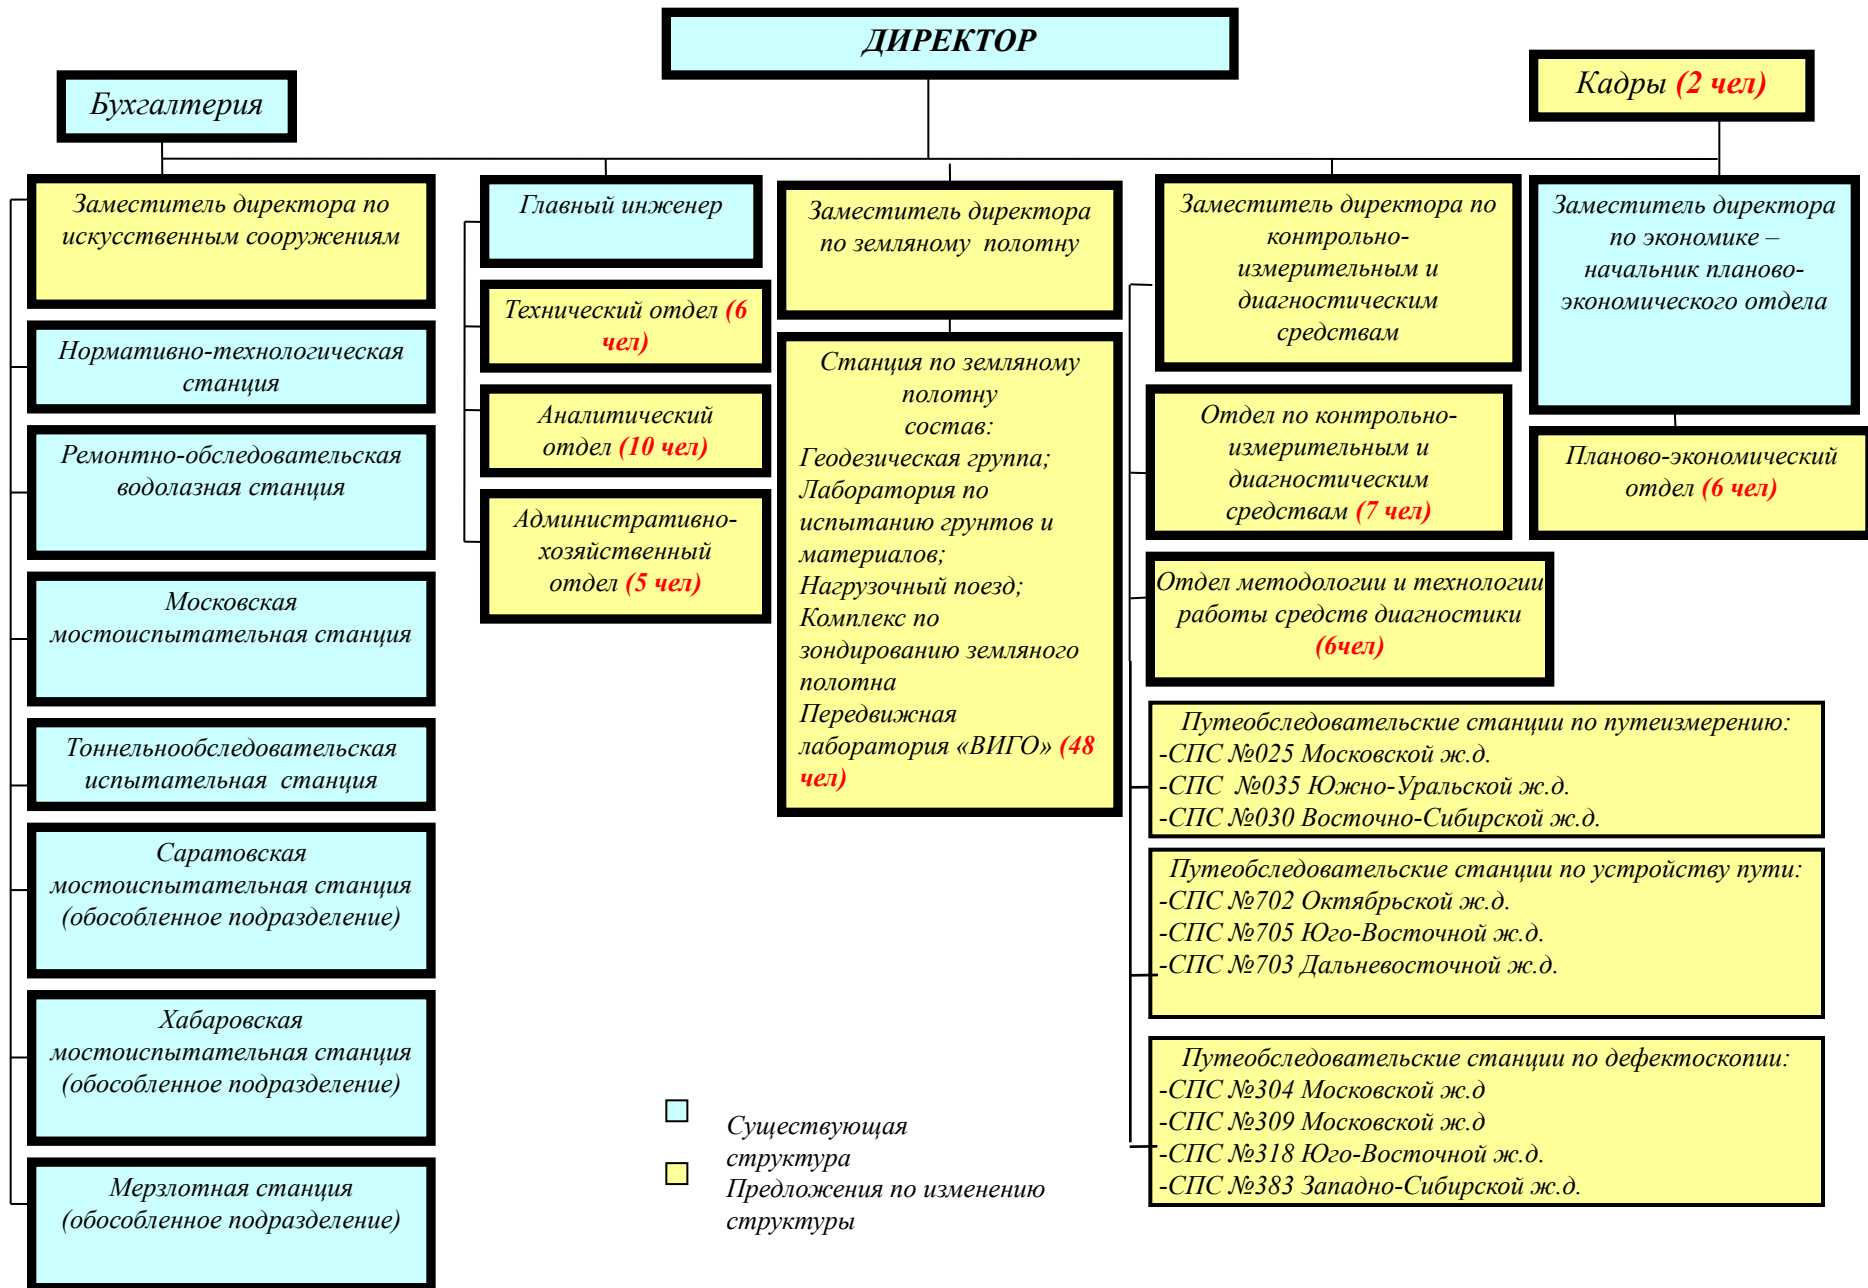 ДИРЕКТОР
Бухгалтерия
Кадры (2 чел)
Заместитель директора по
искусственным сооружениям
Нормативно-технологическая
станция
Ремонтно-обследовательская
водолазная станция
Московская
мостоиспытательная станция
Тоннельнообследовательская
испытательная станция
Саратовская
мостоиспытательная станция
(обособленное подразделение)
Хабаровская
мостоиспытательная станция
(обособленное подразделение)
Мерзлотная станция
(обособленное подразделение)
Главный инженер
Технический отдел (6
чел)
Аналитический
отдел (10 чел)
Административно-
хозяйственный
отдел (5 чел)
Заместитель директора
по земляному полотну
Станция по земляному
полотну
состав:
Геодезическая группа;
Лаборатория по
испытанию грунтов и
материалов;
Нагрузочный поезд;
Комплекс по
зондированию земляного
полотна
Передвижная
лаборатория «ВИГО» (48
чел)
Заместитель директора по
контрольно-
измерительным и
диагностическим
средствам
Отдел по контрольно-
измерительным и
диагностическим
средствам (7 чел)
Отдел методологии и технологии
работы средств диагностики
(6чел)
Путеобследовательские станции по путеизмерению:
-СПС №025 Московской ж.д.
-СПС №035 Южно-Уральской ж.д.
-СПС №030 Восточно-Сибирской ж.д.
Путеобследовательские станции по устройству пути:
-СПС №702 Октябрьской ж.д.
-СПС №705 Юго-Восточной ж.д.
-СПС №703 Дальневосточной ж.д.
Путеобследовательские станции по дефектоскопии:
-СПС №304 Московской ж.д
-СПС №309 Московской ж.д
-СПС №318 Юго-Восточной ж.д.
-СПС №383 Западно-Сибирской ж.д.
Заместитель директора
по экономике –
начальник планово-
экономического отдела
Планово-экономический
отдел (6 чел)
Существующая
структура
Предложения по изменению
структуры